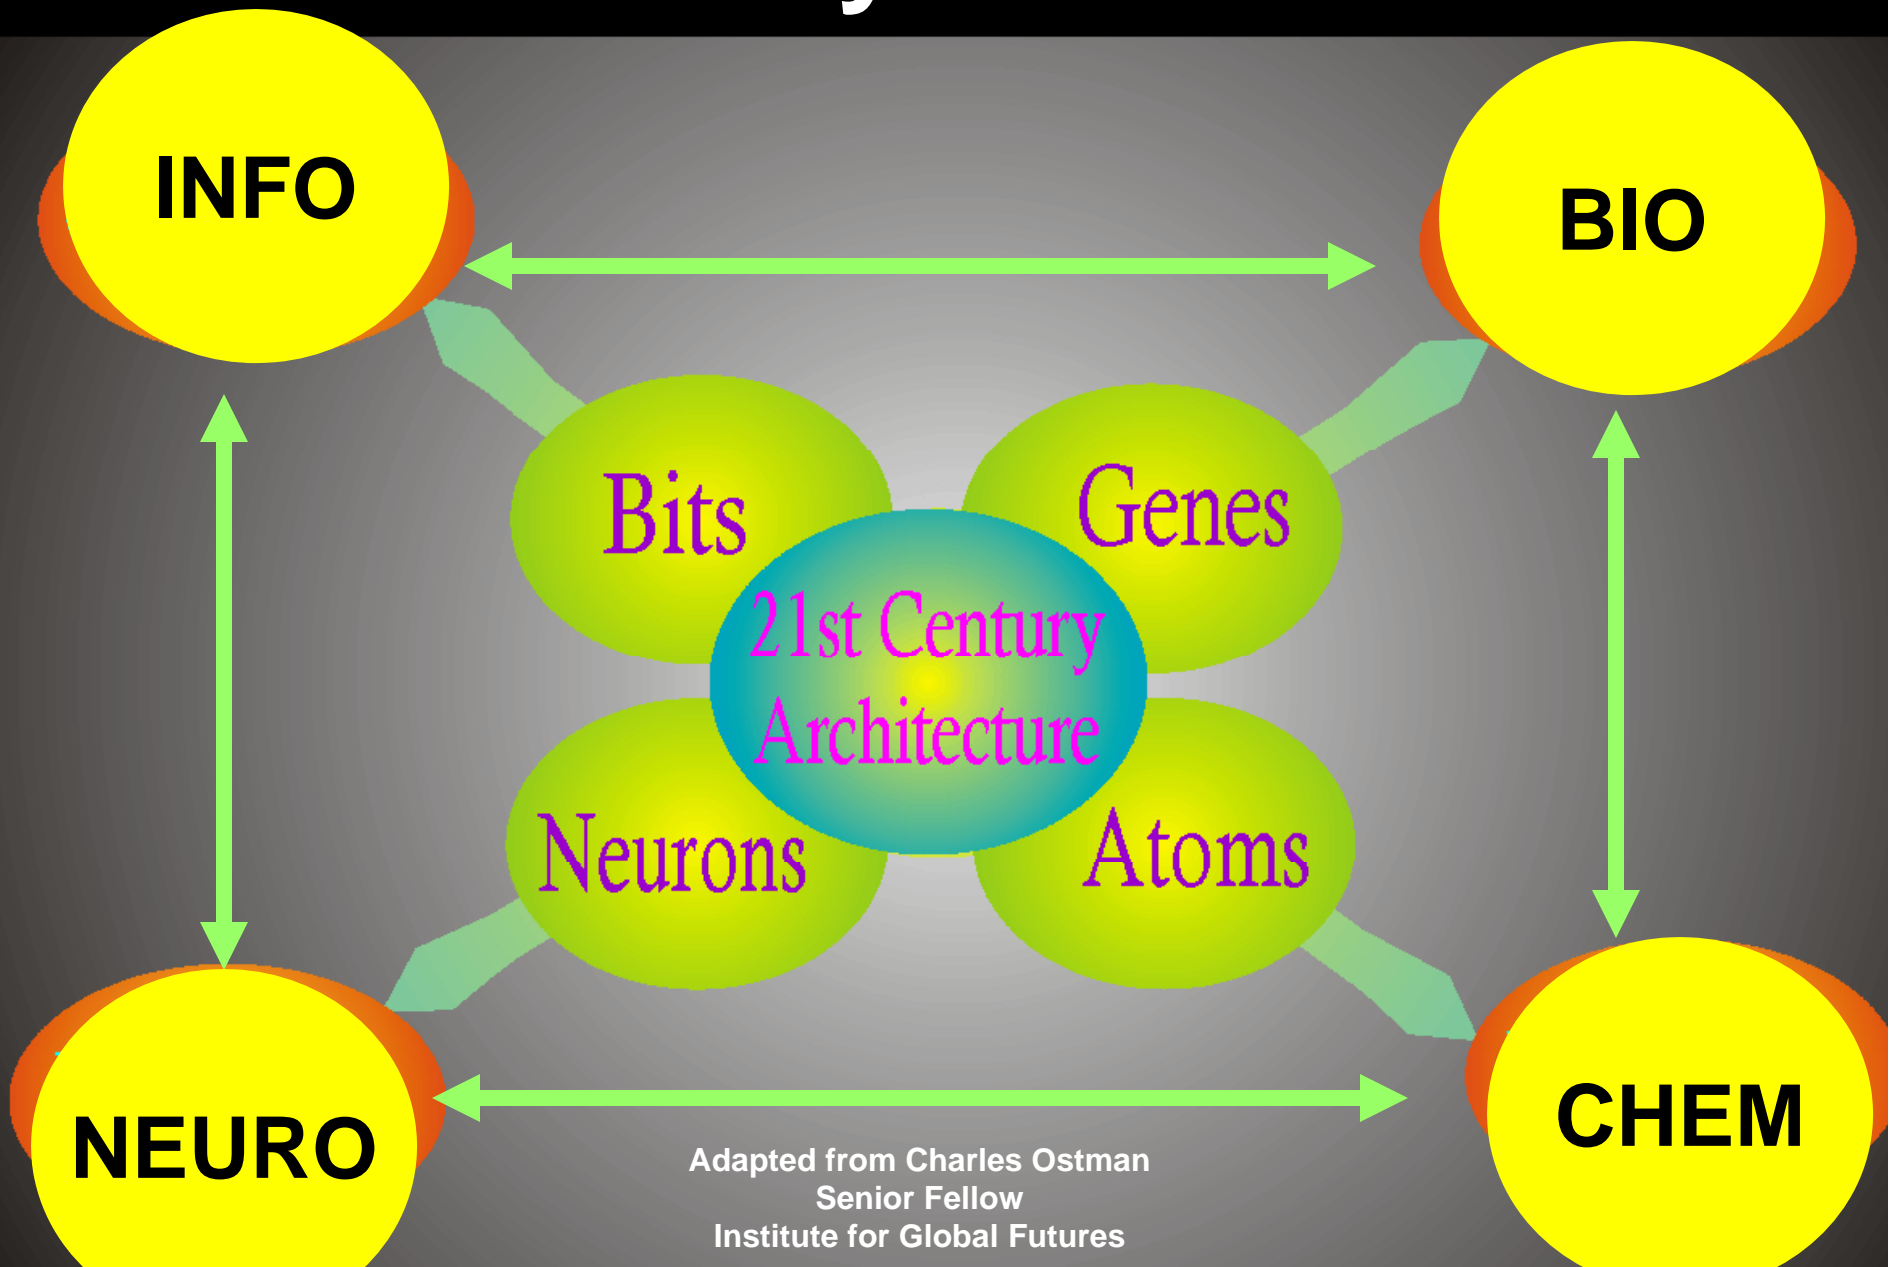 INFO
BIO
Bits
Genes
21st Century
Architecture
Neurons
Atoms
NEURO
CHEM
Adapted from Charles Ostman
Senior Fellow
Institute for Global Futures